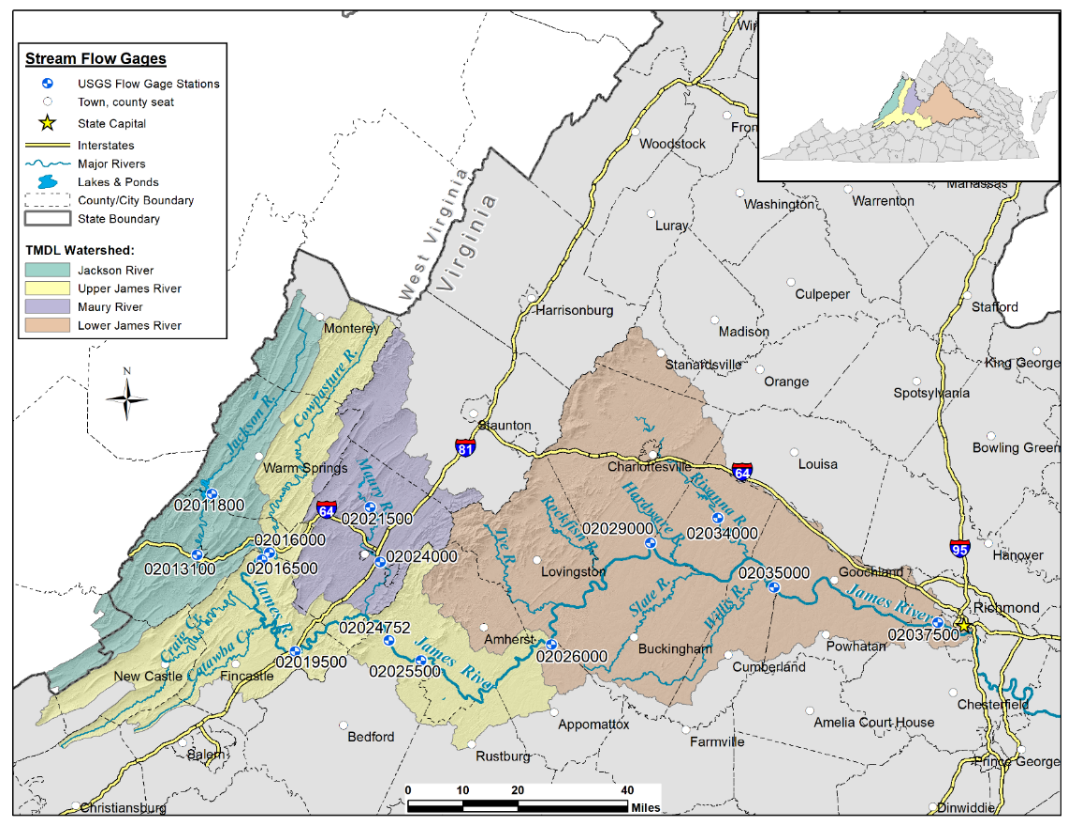 Stream Flow Gages
USGS Flow Gage Stations
Town, county seat
State Capital
Interstates
Major Rivers
Lakes & Ponds
County/City Boundary
State Boundary
TMDL Watershed:
Jackson River
Upper James River
Maury River
Lower James River
N
Win
Fron
Woodstock
Manassas
Washington
Warrenton
West Virginia
Virginia
Luray
Culpeper
Stafford
Harrisonburg
Madison
Monterey
Stanardsville
King George
Orange
Spotsylvania
Cowpasture R.
Jackson R.
Staunton
81
Bowling Green
Charlottesville
64
Louisa
Warm Springs
Maury R.
Rivanna R.
Hardware R.
Rockfish R.
02011800
64
02021500
02029000
02034000
Tye R.
02016000
02024000
95
Hanover
02013100
02016500
Lovingston
02035000
Goochland
Slate R.
Willis R.
James River
Richmond
James R.
Craig Cr.
Catawba Cr.
02024752
Amherst
02037500
James River
Buckingham
Powhatan
02019500
02025500
02026000
Cumberland
New Castle
Fincastle
Chesterfield
Appomattox
Amelia Court House
Bedford
Farmville
Salem
Rustburg
Prince George
0 10 20 40
Miles
Christiansburg
Dinwiddie